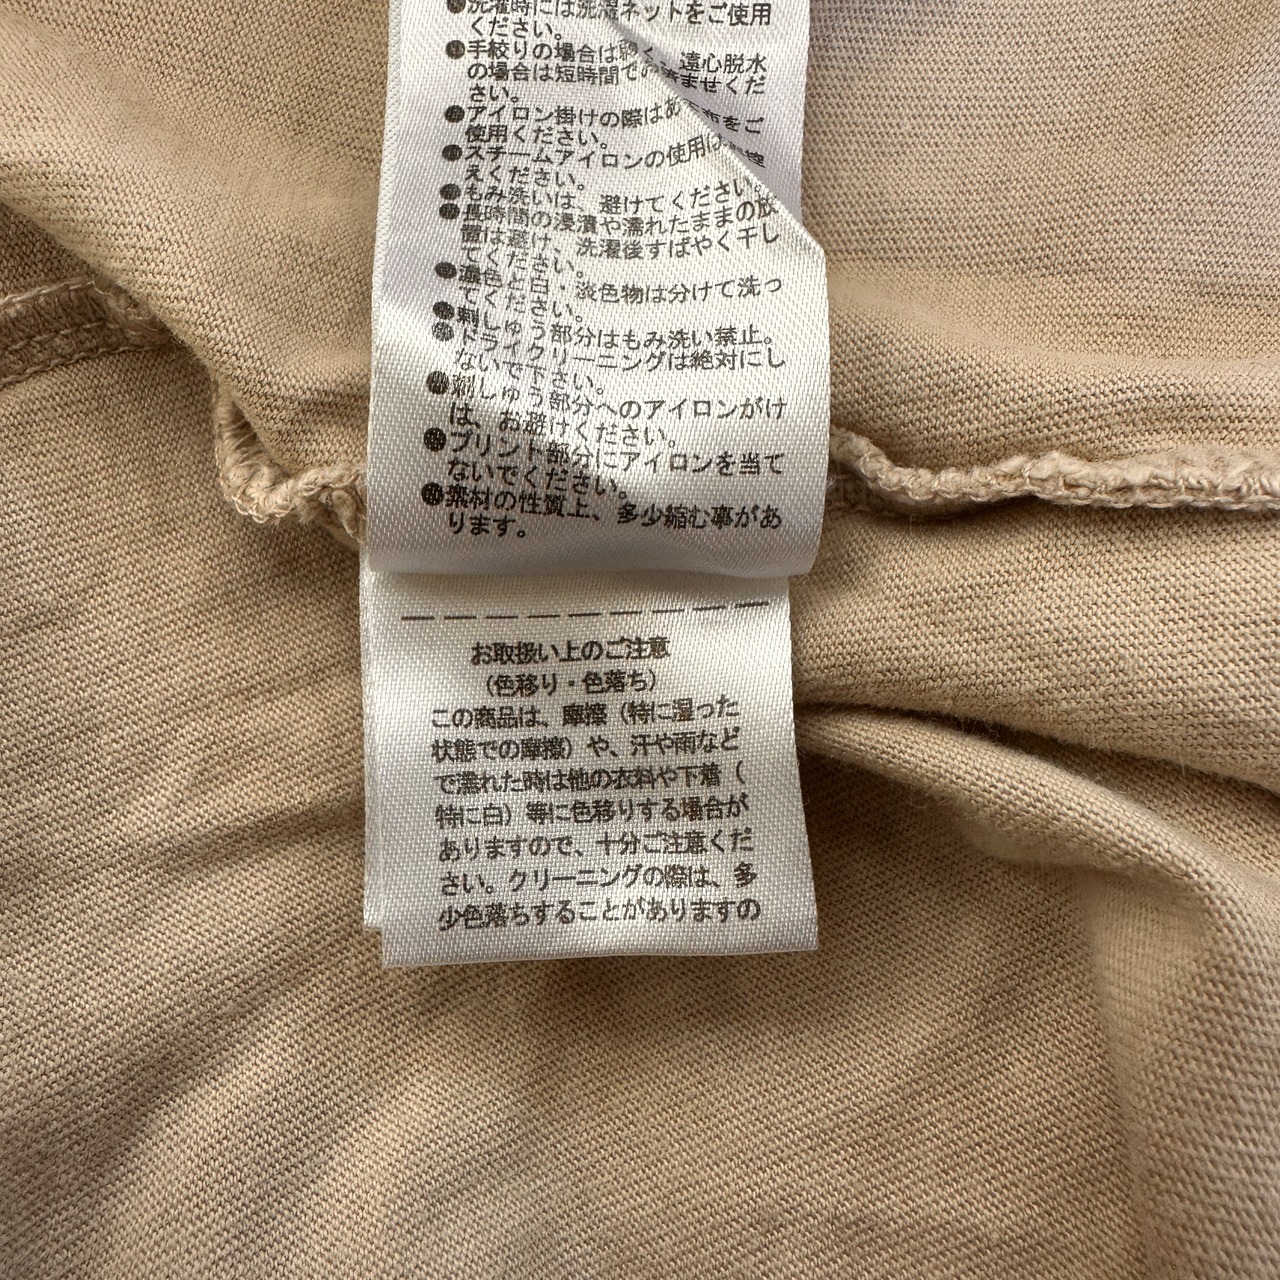 ●洗濯時には洗濯ネットをご使用
ください。
●手絞りの場合は弱く、遠心脱水
の場合は短時間で ませくだ
さい。
●アイロン掛けの際はあ 布をご
使用ください。
●スチームアイロンの使用は 控
えください。
●もみ洗いは、避けてください。
●長時間の浸漬や濡れたままの放
置は避け、洗濯後すばやく干し
てください。
●濃色と白・淡色物は分けて洗っ
てください。
●刺しゅう部分はもみ洗い禁止。
●ドライクリーニングは絶対にし
ないで下さい。
●刺しゅう部分へのアイロンがけ
は、お避けください。
●プリント部分にアイロンを当て
ないでください。
●素材の性質上、多少縮む事があ
ります。
お取扱い上のご注意
(色移り・色落ち)
この商品は、摩擦(特に湿った
状態での摩擦)や、汗や雨など
で濡れた時は他の衣料や下着(
特に白)等に色移りする場合が
ありますので、十分ご注意くだ
さい。クリーニングの際は、多
少色落ちすることがありますの